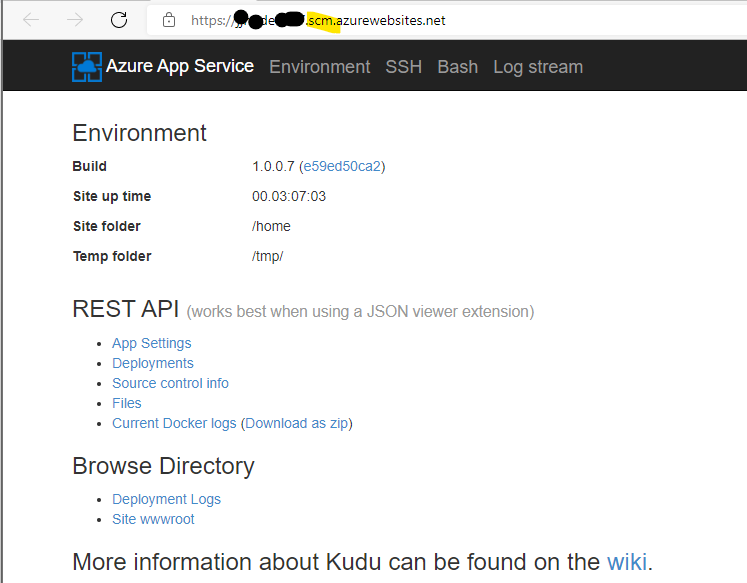 https://.scm.azurewebsites.net
Azure App Service Environment SSH Bash Log stream
Environment
Build 1.0.0.7 (e59ed50ca2)
Site up time 00.03:07:03
Site folder /home
Temp folder /tmp/
REST API (works best when using a JSON viewer extension)
App Settings
Deployments
Source control info
Files
Current Docker logs (Download as zip)
Browse Directory
Deployment Logs
Site wwwroot
More information about Kudu can be found on the wiki.